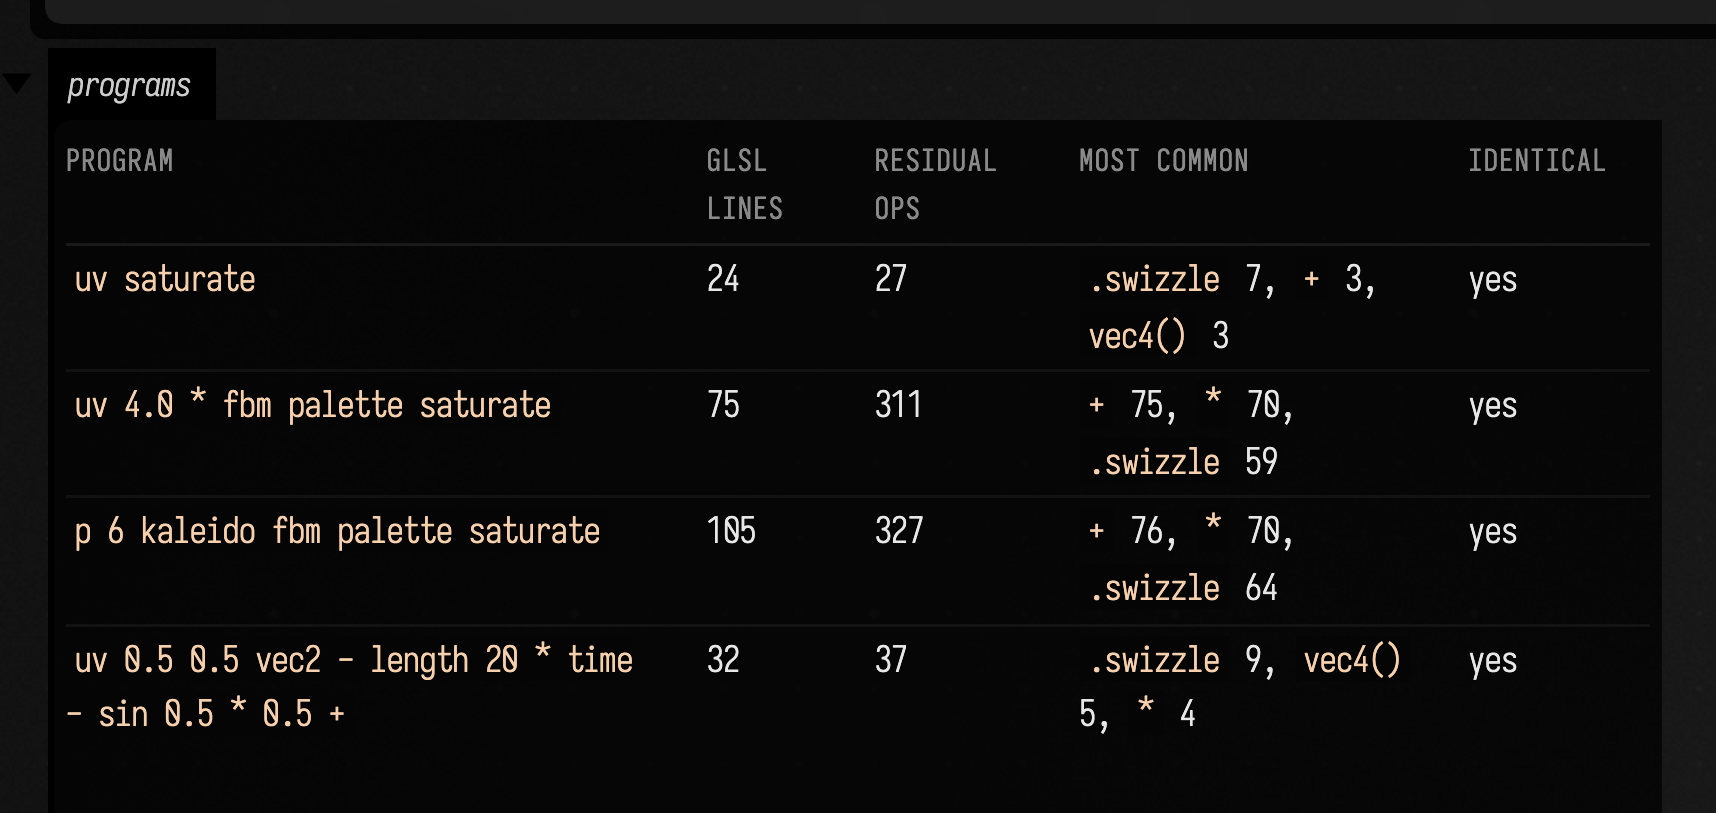 programs
PROGRAM GLSL LINES RESIDUAL OPS MOST COMMON IDENTICAL
uv saturate 24 27 .swizzle 7, + 3, vec4() 3 yes
uv 4.0 * fbm palette saturate 75 311 + 75, * 70, .swizzle 59 yes
p 6 kaleido fbm palette saturate 105 327 + 76, * 70, .swizzle 64 yes
uv 0.5 0.5 vec2 - length 20 * time - sin 0.5 * 0.5 + 32 37 .swizzle 9, vec4() 5, * 4 yes